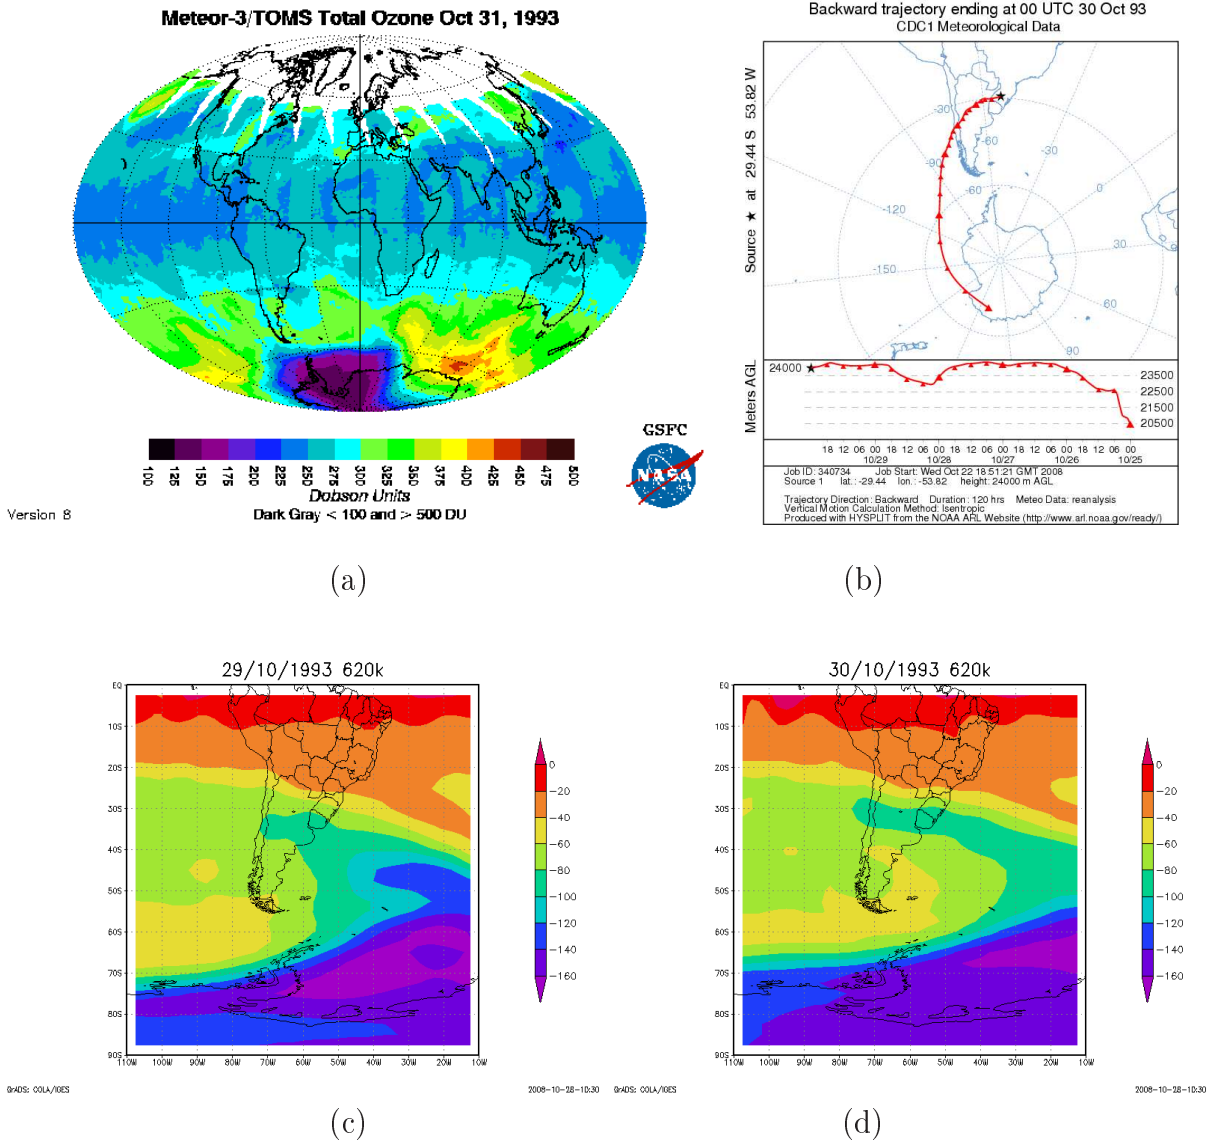 Meteor-3/TOMS Total Ozone Oct 31, 1993
GSFC
NASA
100 125 150 175 200 225 250 275 300 325 350 375 400 425 450 475 500
Dobson Units
Dark Gray < 100 and > 500 DU
Version 8
(a)
Backward trajectory ending at 00 UTC 30 Oct 93
CDC1 Meteorological Data
Source ★ at 29.44 S 53.82 W
-30
-60
-30
-90
-60
0
-120
-30
-150
60
90
Meters AGL
24000
23500
22500
21500
20500
18 12 06 00 18 12 06 00 18 12 06 00 18 12 06 00 18 12 06 00
10/29 10/28 10/27 10/26 10/25
Job ID: 340734 Job Start: Wed Oct 22 18:51:21 GMT 2008
Source 1 lat.: -29.44 lon.: -53.82 height: 24000 m AGL
Trajectory Direction: Backward Duration: 120 hrs Meteo Data: reanalysis
Vertical Motion Calculation Method: Isentropic
Produced with HYSPLIT from the NOAA ARL Website (http://www.arl.noaa.gov/ready/)
(b)
29/10/1993 620k
EQ
10S
20S
30S
40S
50S
60S
70S
80S
90S
110W 100W 90W 80W 70W 60W 50W 40W 30W 20W 10W
0
-20
-40
-60
-80
-100
-120
-140
-160
GrADS: COLA/IGES
2008-10-28-10:30
(c)
30/10/1993 620k
EQ
10S
20S
30S
40S
50S
60S
70S
80S
90S
110W 100W 90W 80W 70W 60W 50W 40W 30W 20W 10W
0
-20
-40
-60
-80
-100
-120
-140
-160
GrADS: COLA/IGES
2008-10-28-10:30
(d)